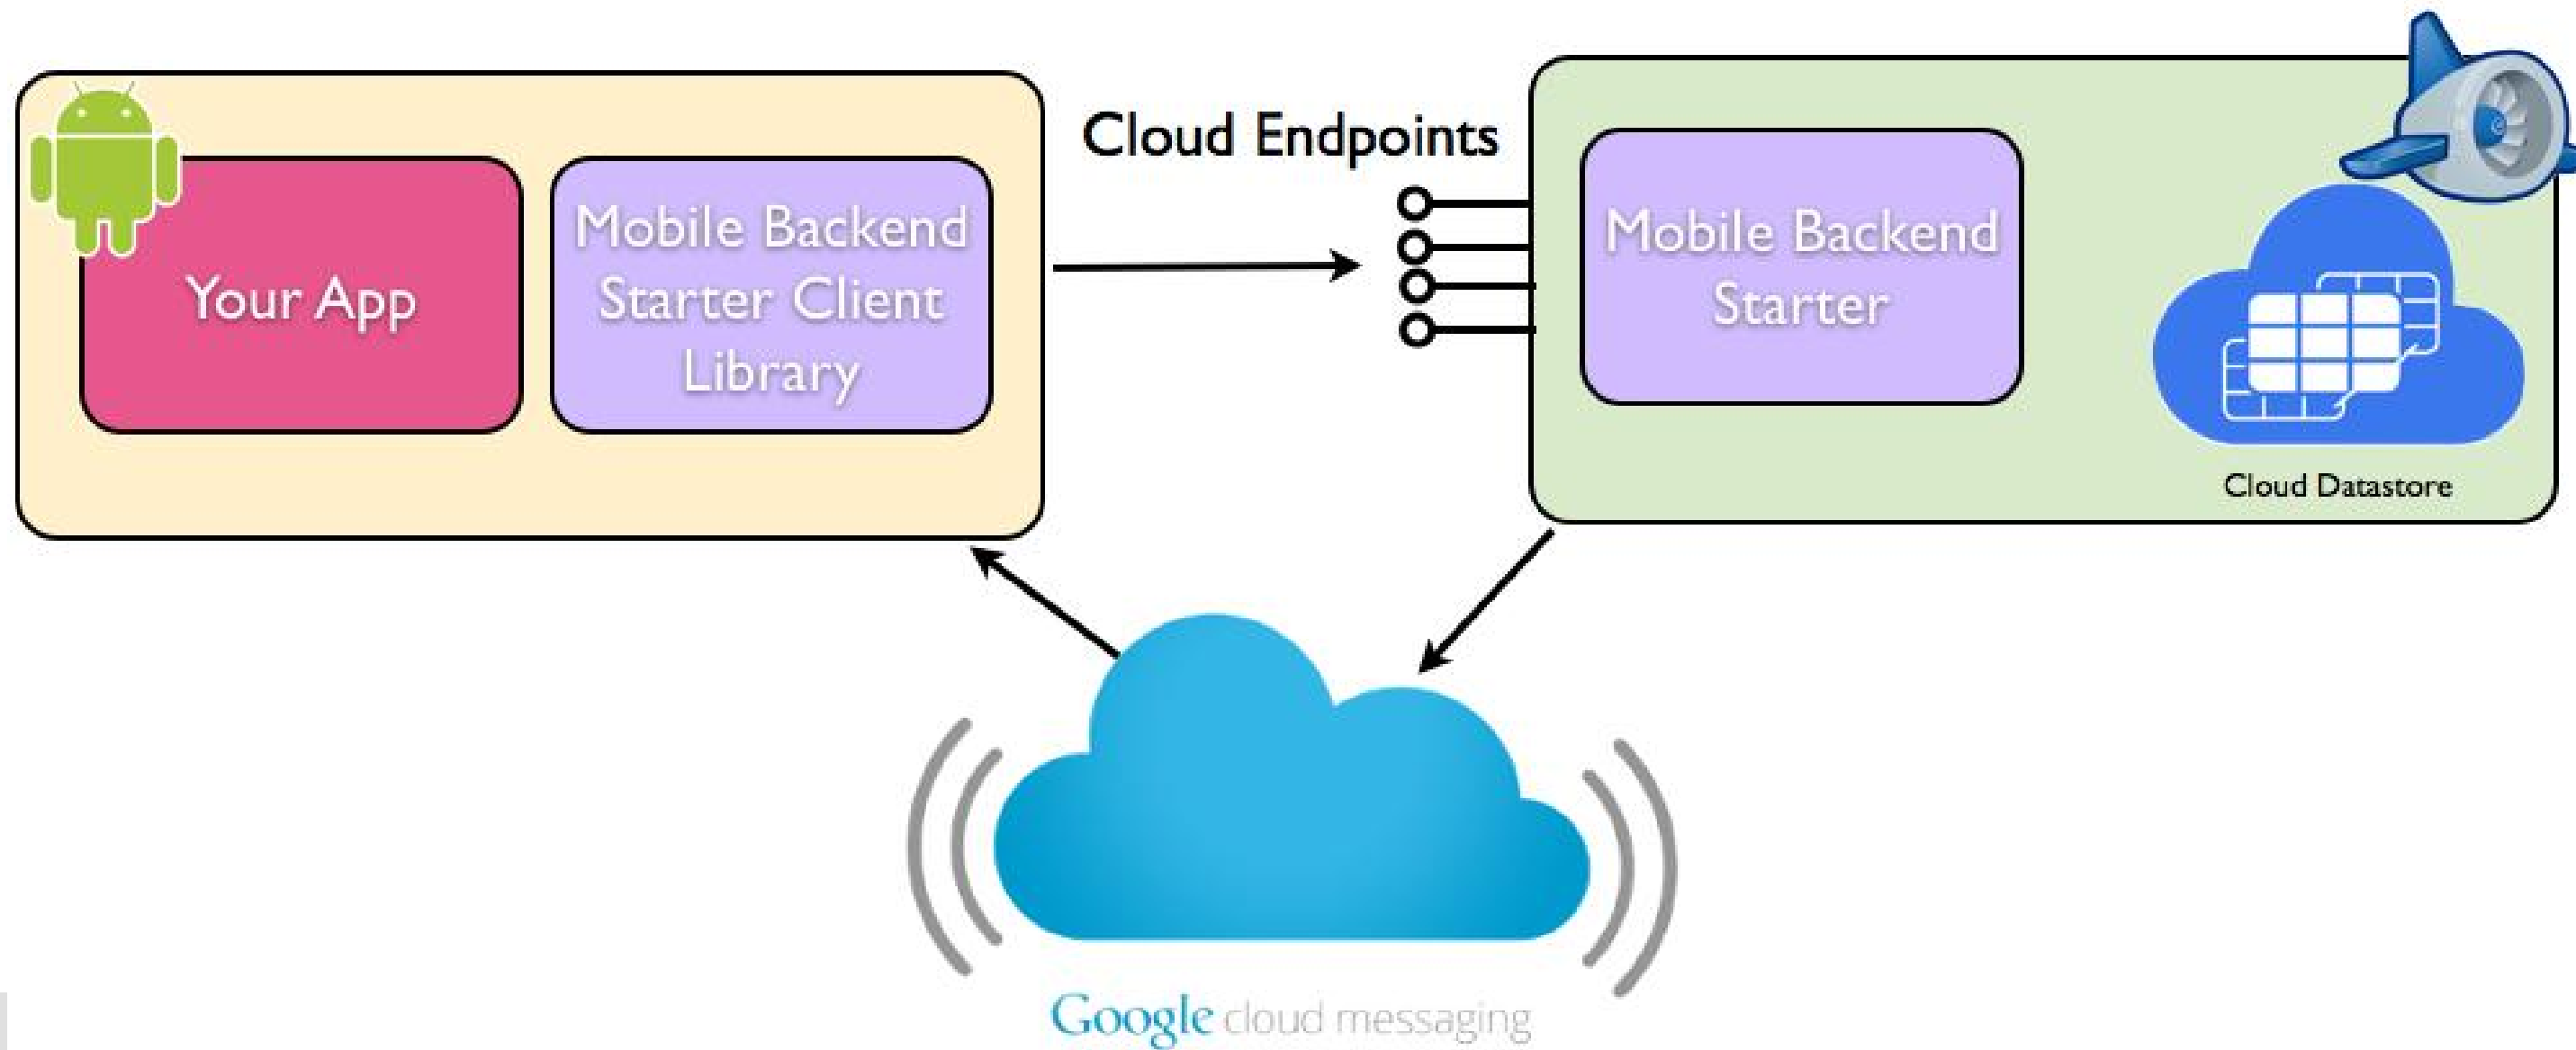 Your App
Mobile Backend
Starter Client
Library
Cloud Endpoints
Mobile Backend
Starter
Cloud Datastore
Google cloud messaging